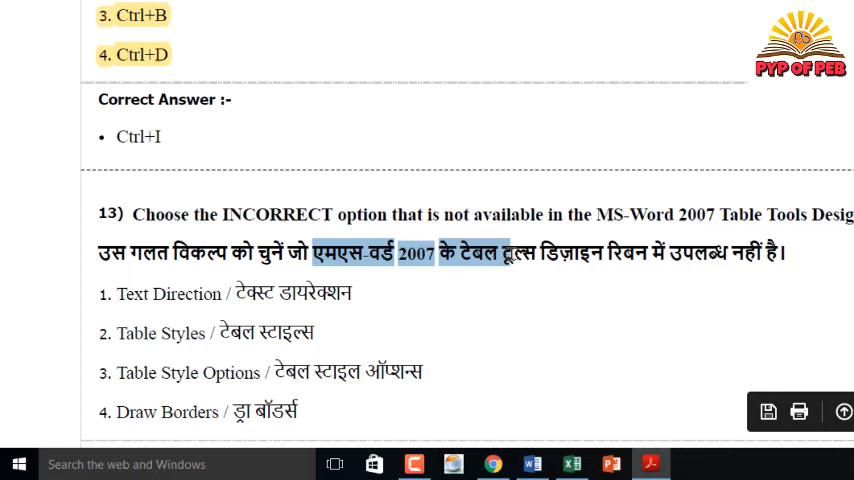 3. Ctrl+B
4. Ctrl+D
PYP OF PEB
Correct Answer :-
• Ctrl+I
13) Choose the INCORRECT option that is not available in the MS-Word 2007 Table Tools Desig
उस गलत विकल्प को चुनें जो एमएस-वर्ड 2007 के टेबल टूल्स डिज़ाइन रिबन में उपलब्ध नहीं है।
1. Text Direction / टेक्स्ट डायरेक्शन
2. Table Styles / टेबल स्टाइल्स
3. Table Style Options / टेबल स्टाइल ऑप्शन्स
4. Draw Borders / ड्रा बॉडर्स
Search the web and Windows